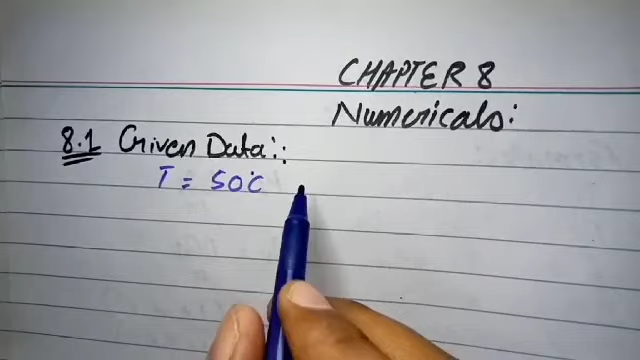 CHAPTER 8
Numericals:
8.1 Given Data::
T = 50°C